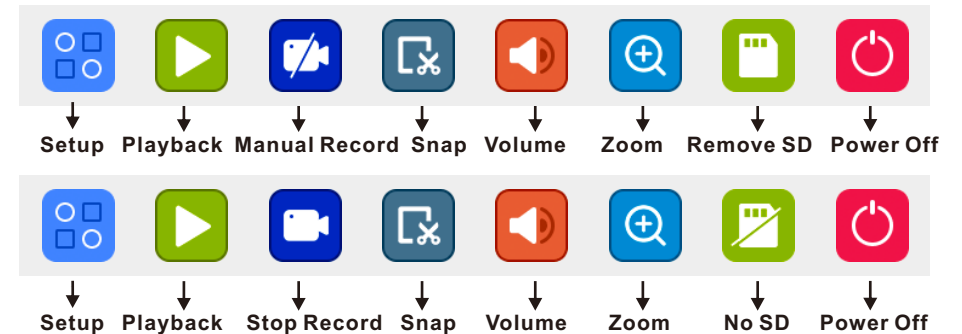 Setup Playback Manual Record Snap Volume Zoom Remove SD Power Off
Setup Playback Stop Record Snap Volume Zoom No SD Power Off